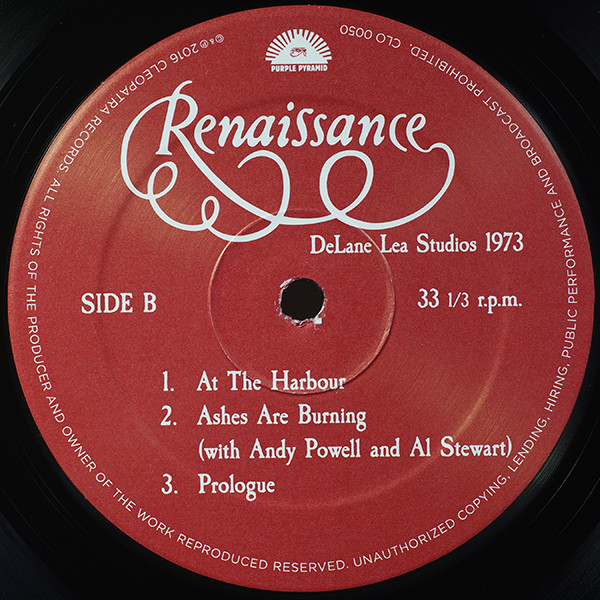 PURPLE PYRAMID
Renaissance
DeLane Lea Studios 1973
SIDE B
33 1/3 r.p.m.
1. At The Harbour
2. Ashes Are Burning
(with Andy Powell and Al Stewart)
3. Prologue
©&℗ 2016 CLEOPATRA RECORDS. ALL RIGHTS OF THE PRODUCER AND OWNER OF THE WORK REPRODUCED RESERVED. UNAUTHORIZED COPYING, LENDING, HIRING, PUBLIC PERFORMANCE AND BROADCAST PROHIBITED. CLO 0050